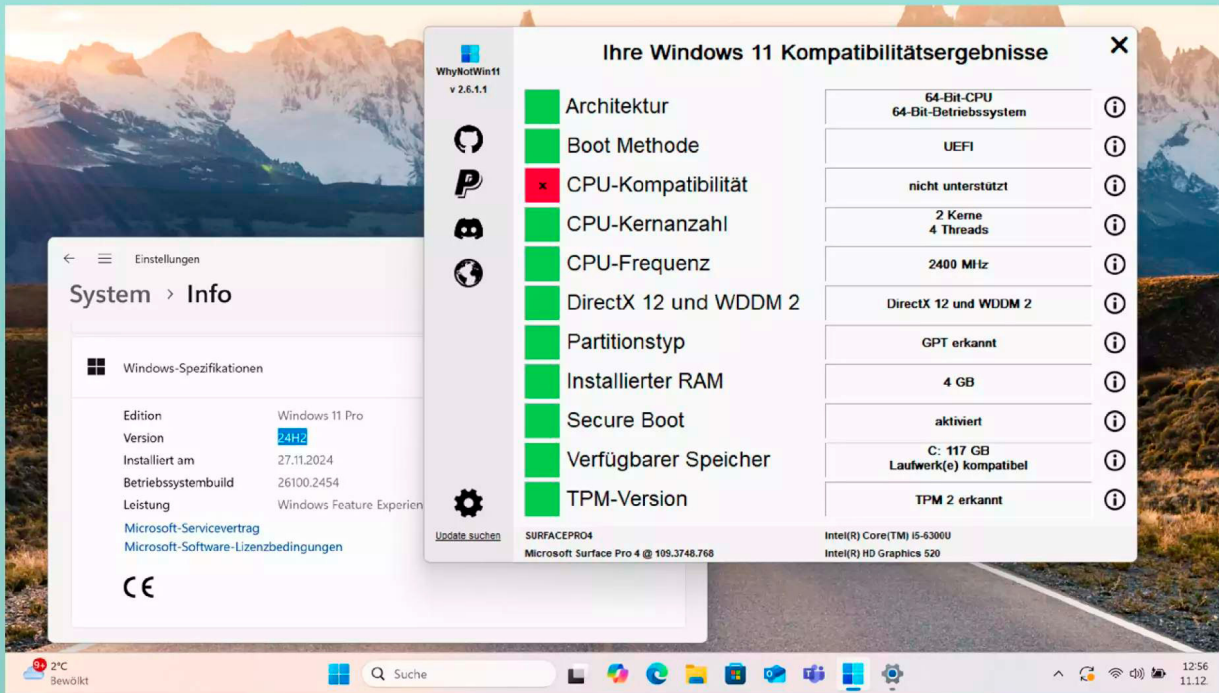 WhyNotWin11
v 2.6.1.1
Update suchen
Ihre Windows 11 Kompatibilitätsergebnisse
Architektur
64-Bit-CPU
64-Bit-Betriebssystem
Boot Methode
UEFI
x
CPU-Kompatibilität
nicht unterstützt
CPU-Kernanzahl
2 Kerne
4 Threads
CPU-Frequenz
2400 MHz
DirectX 12 und WDDM 2
DirectX 12 und WDDM 2
Partitionstyp
GPT erkannt
Installierter RAM
4 GB
Secure Boot
aktiviert
Verfügbarer Speicher
C: 117 GB
Laufwerk(e) kompatibel
TPM-Version
TPM 2 erkannt
SURFACEPRO4
Intel(R) Core(TM) i5-6300U
Microsoft Surface Pro 4 @ 109.3748.768
Intel(R) HD Graphics 520
Einstellungen
System > Info
Windows-Spezifikationen
Edition Windows 11 Pro
Version 24H2
Installiert am 27.11.2024
Betriebssystembuild 26100.2454
Leistung Windows Feature Experien
Microsoft-Servicevertrag
Microsoft-Software-Lizenzbedingungen
CE
9+
2°C
Bewölkt
Suche
12:56
11.12.